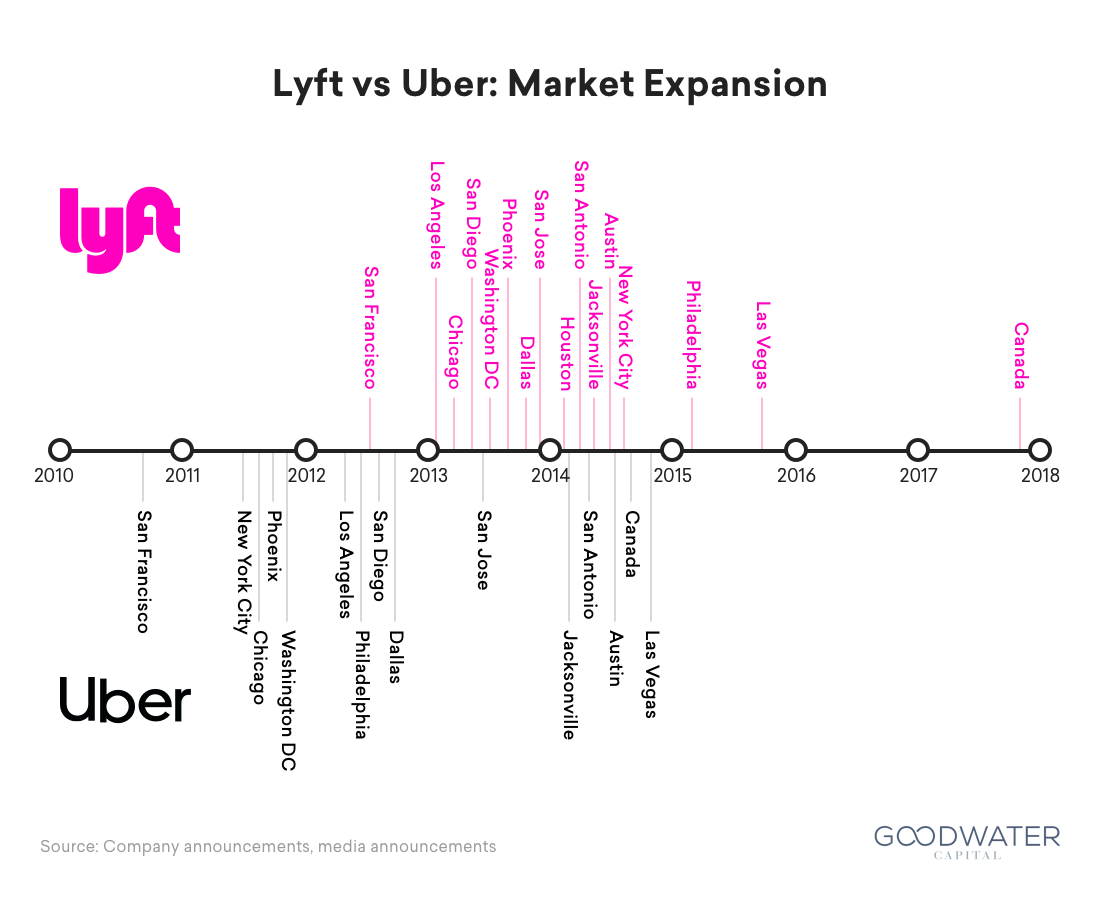 Lyft vs Uber: Market Expansion
lyft
San Francisco
Los Angeles
Chicago
San Diego
Washington DC
Phoenix
Dallas
San Jose
Houston
San Antonio
Jacksonville
Austin
New York City
Philadelphia
Las Vegas
Canada
2010 2011 2012 2013 2014 2015 2016 2017 2018
San Francisco
New York City
Chicago
Phoenix
Washington DC
Los Angeles
Philadelphia
San Diego
Dallas
San Jose
Jacksonville
San Antonio
Austin
Canada
Las Vegas
Uber
Source: Company announcements, media announcements
GOODWATER
CAPITAL